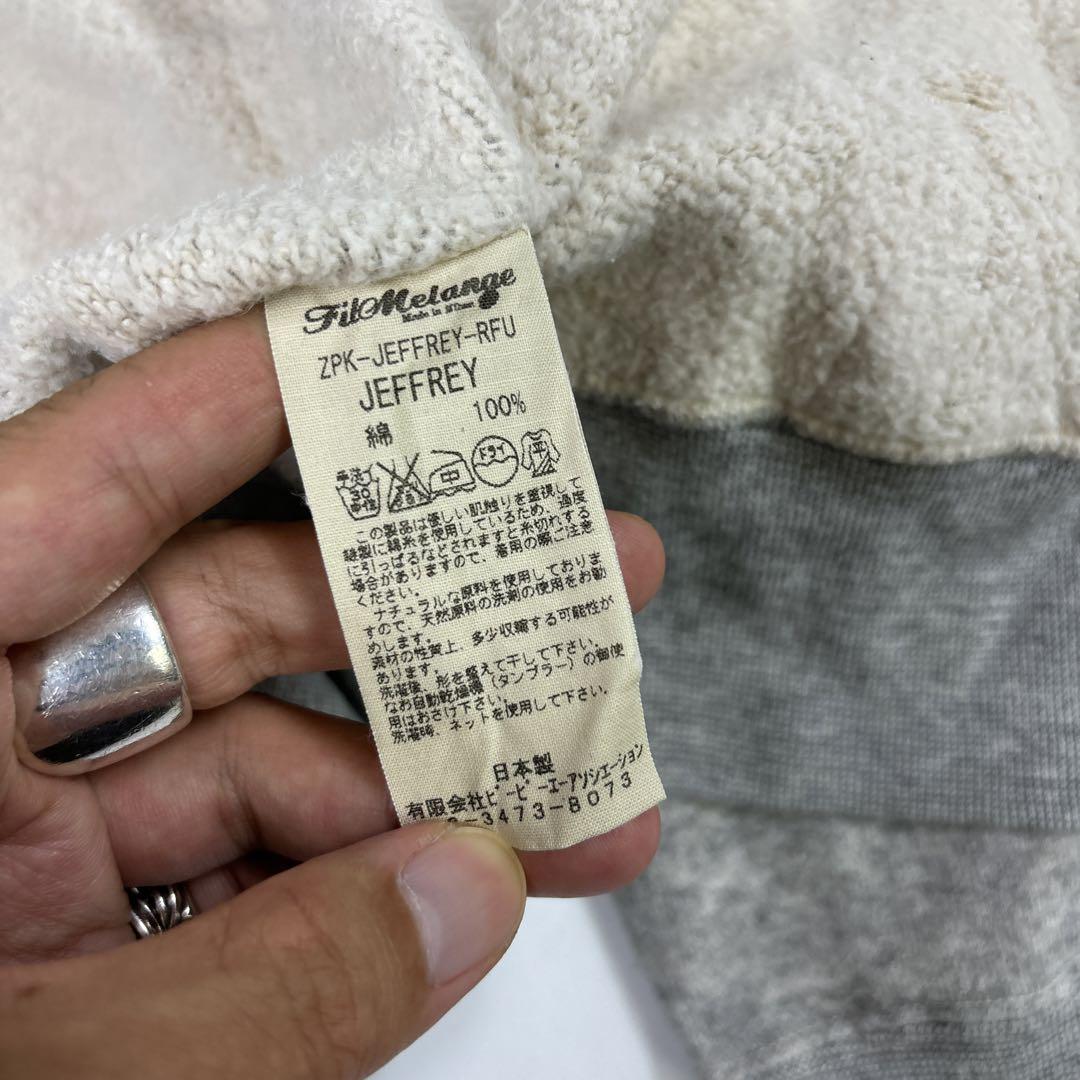 FilMelange
Made in
ZPK-JEFFREY-RFU
JEFFREY
綿 100%
手洗イ 30 中性 中 ドライ 平
この製品は優しい肌触りを重視して
縫製に綿糸を使用しているため、過度
に引っぱるなどされますと糸切れする
場合がありますので、着用の際ご注意
ください。
ナチュラルな原料を使用しておりま
すので、天然原料の洗剤の使用をお勧
めします。
素材の性質上、多少収縮する可能性が
あります。
洗濯後、形を整えて干して下さい。
なお自動乾燥機(タンブラー)の御使
用はおさけ下さい。
洗濯時、ネットを使用して下さい。
日本製
有限会社ビーピーエーアソシエーション
3-3473-8073